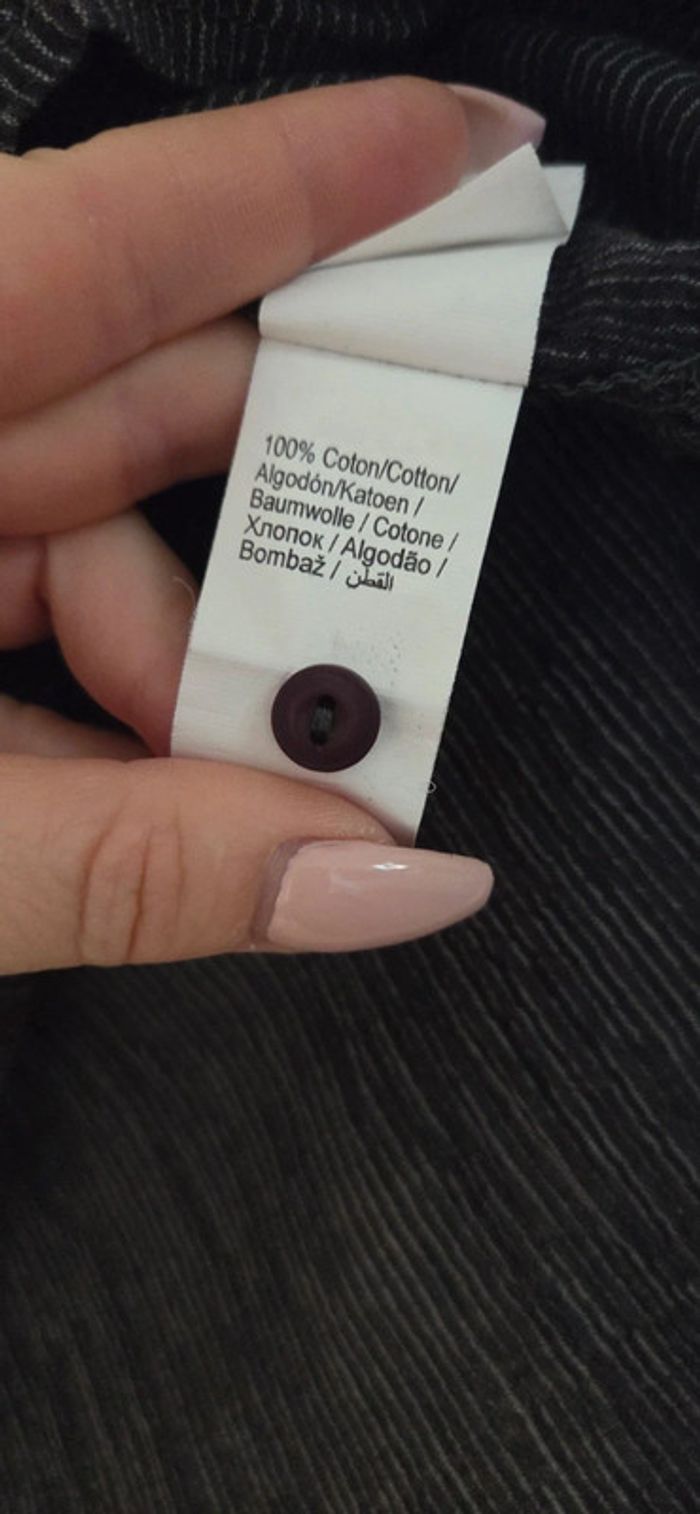 100% Coton/Cotton/
Algodón/Katoen /
Baumwolle / Cotone /
Хлопок / Algodão /
Bombaž / القطن